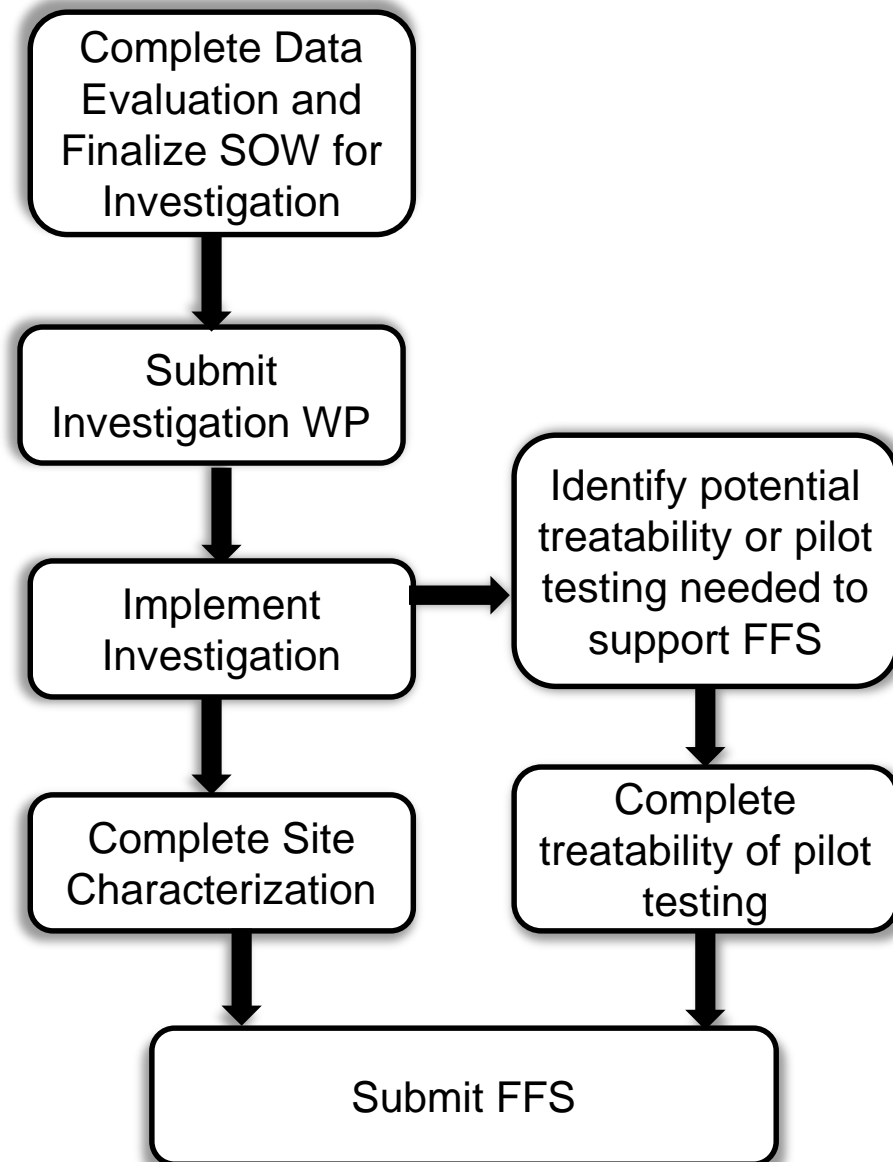 Complete Data
Evaluation and
Finalize SOW for
Investigation
Submit
Investigation WP
Implement
Investigation
Identify potential
treatability or pilot
testing needed to
support FFS
Complete Site
Characterization
Complete
treatability of pilot
testing
Submit FFS